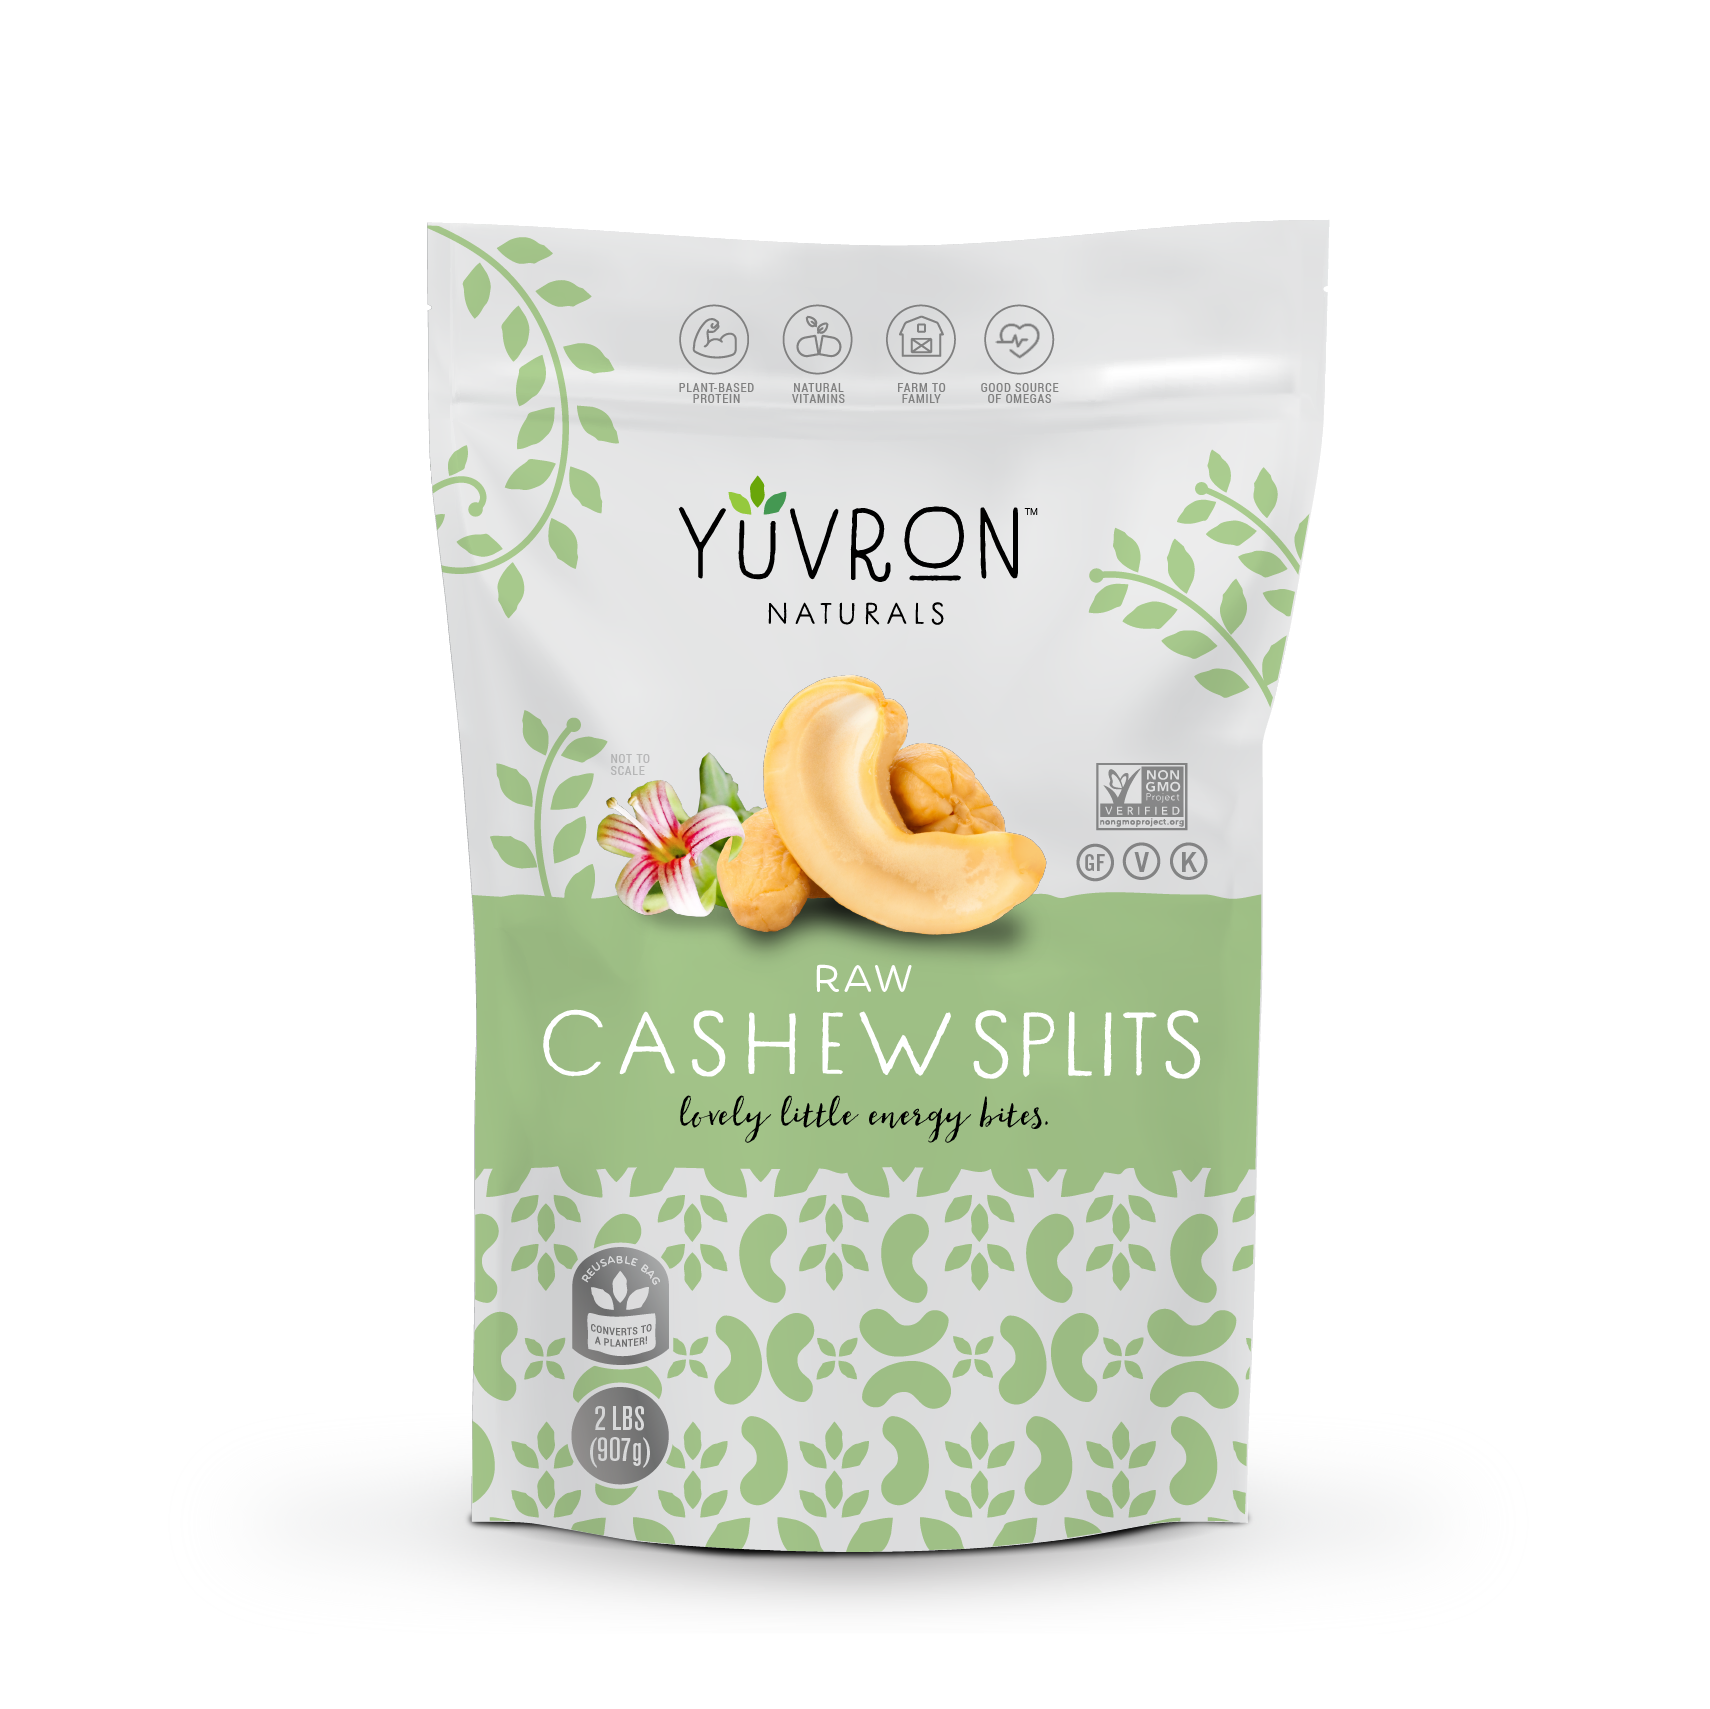 PLANT-BASED
PROTEIN
NATURAL
VITAMINS
FARM TO
FAMILY
GOOD SOURCE
OF OMEGAS
YUVRON™
NATURALS
NOT TO
SCALE
NON
GMO
Project
VERIFIED
nongmoproject.org
GF V K
RAW
CASHEW SPLITS
lovely little energy bites.
REUSABLE BAG
CONVERTS TO
A PLANTER!
2 LBS
(907g)